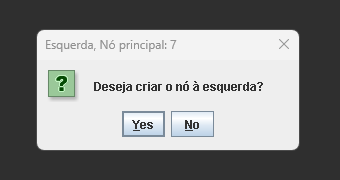 Esquerda, Nó principal: 7
?
Deseja criar o nó à esquerda?
Yes
No